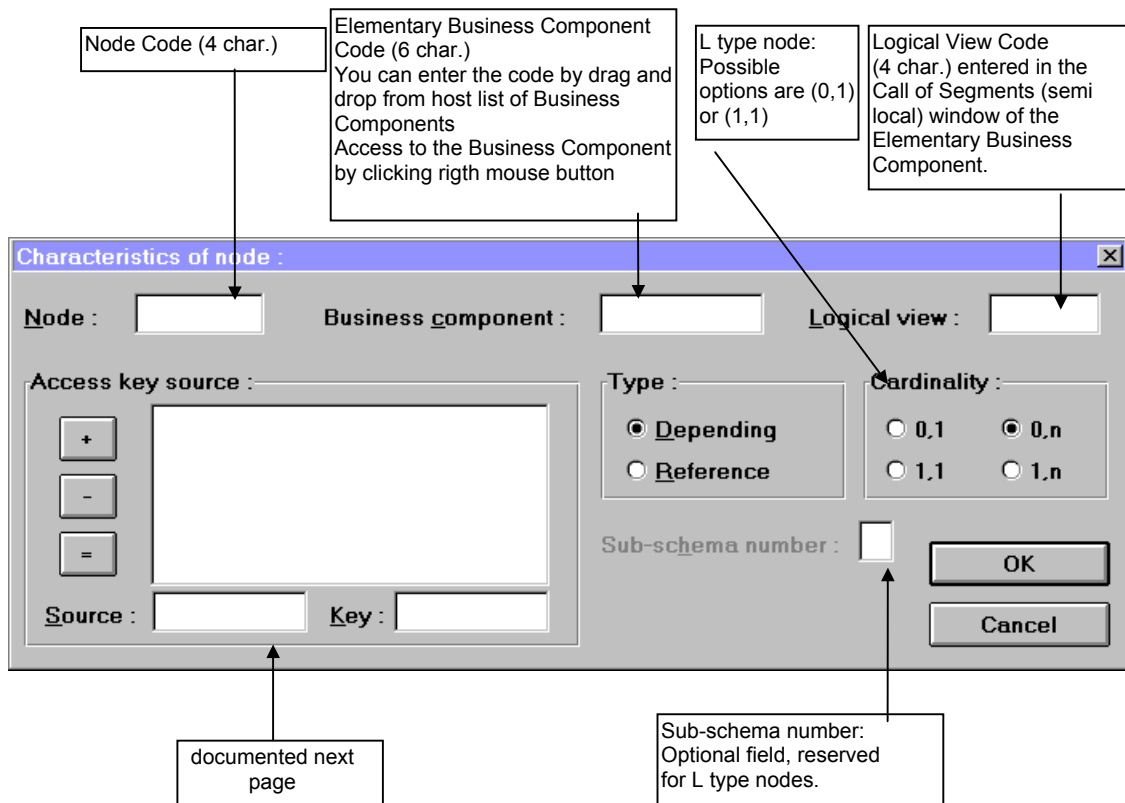 Node Code (4 char.)
Elementary Business Component
Code (6 char.)
You can enter the code by drag and
drop from host list of Business
Components
Access to the Business Component
by clicking rigth mouse button
L type node:
Possible
options are (0,1)
or (1,1)
Logical View Code
(4 char.) entered in the
Call of Segments (semi
local) window of the
Elementary Business
Component.
Characteristics of node :
Node :
Business component :
Logical view :
Access key source :
+
-
=
Source :
Key :
Type :
Depending
Reference
Cardinality :
0,1
0,n
1,1
1,n
Sub-schema number :
OK
Cancel
documented next
page
Sub-schema number:
Optional field, reserved
for L type nodes.